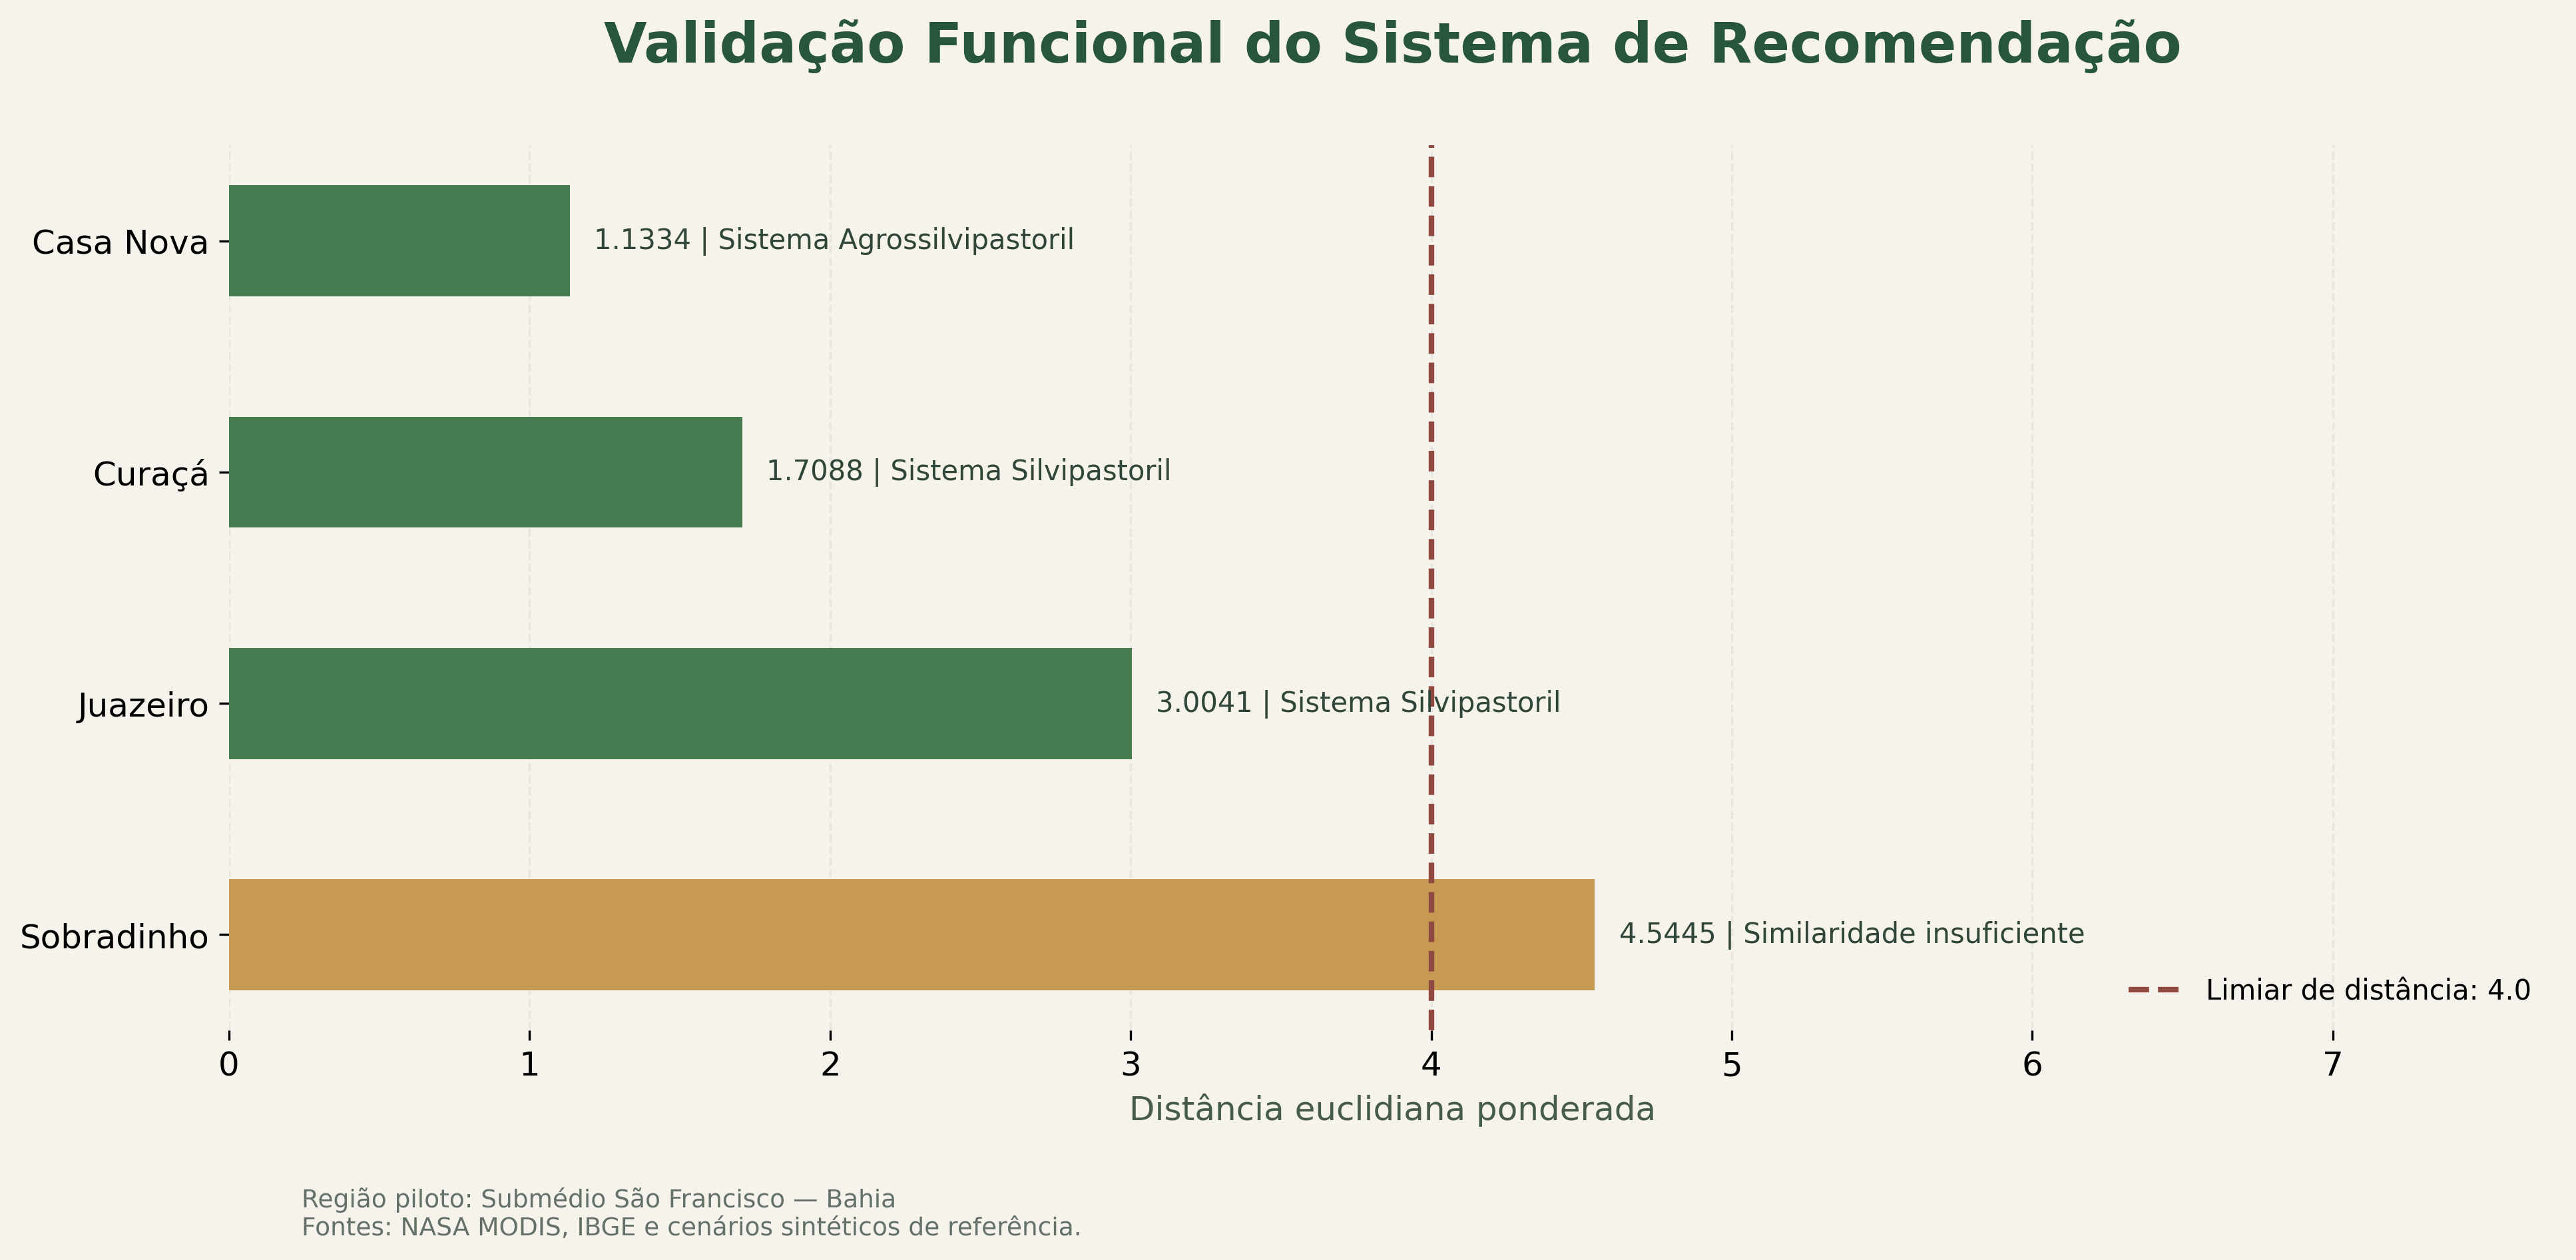 Validação Funcional do Sistema de Recomendação
Casa Nova
1.1334 | Sistema Agrossilvipastoril
Curaçá
1.7088 | Sistema Silvipastoril
Juazeiro
3.0041 | Sistema Silvipastoril
Sobradinho
4.5445 | Similaridade insuficiente
Limiar de distância: 4.0
0 1 2 3 4 5 6 7
Distância euclidiana ponderada
Região piloto: Submédio São Francisco — Bahia
Fontes: NASA MODIS, IBGE e cenários sintéticos de referência.